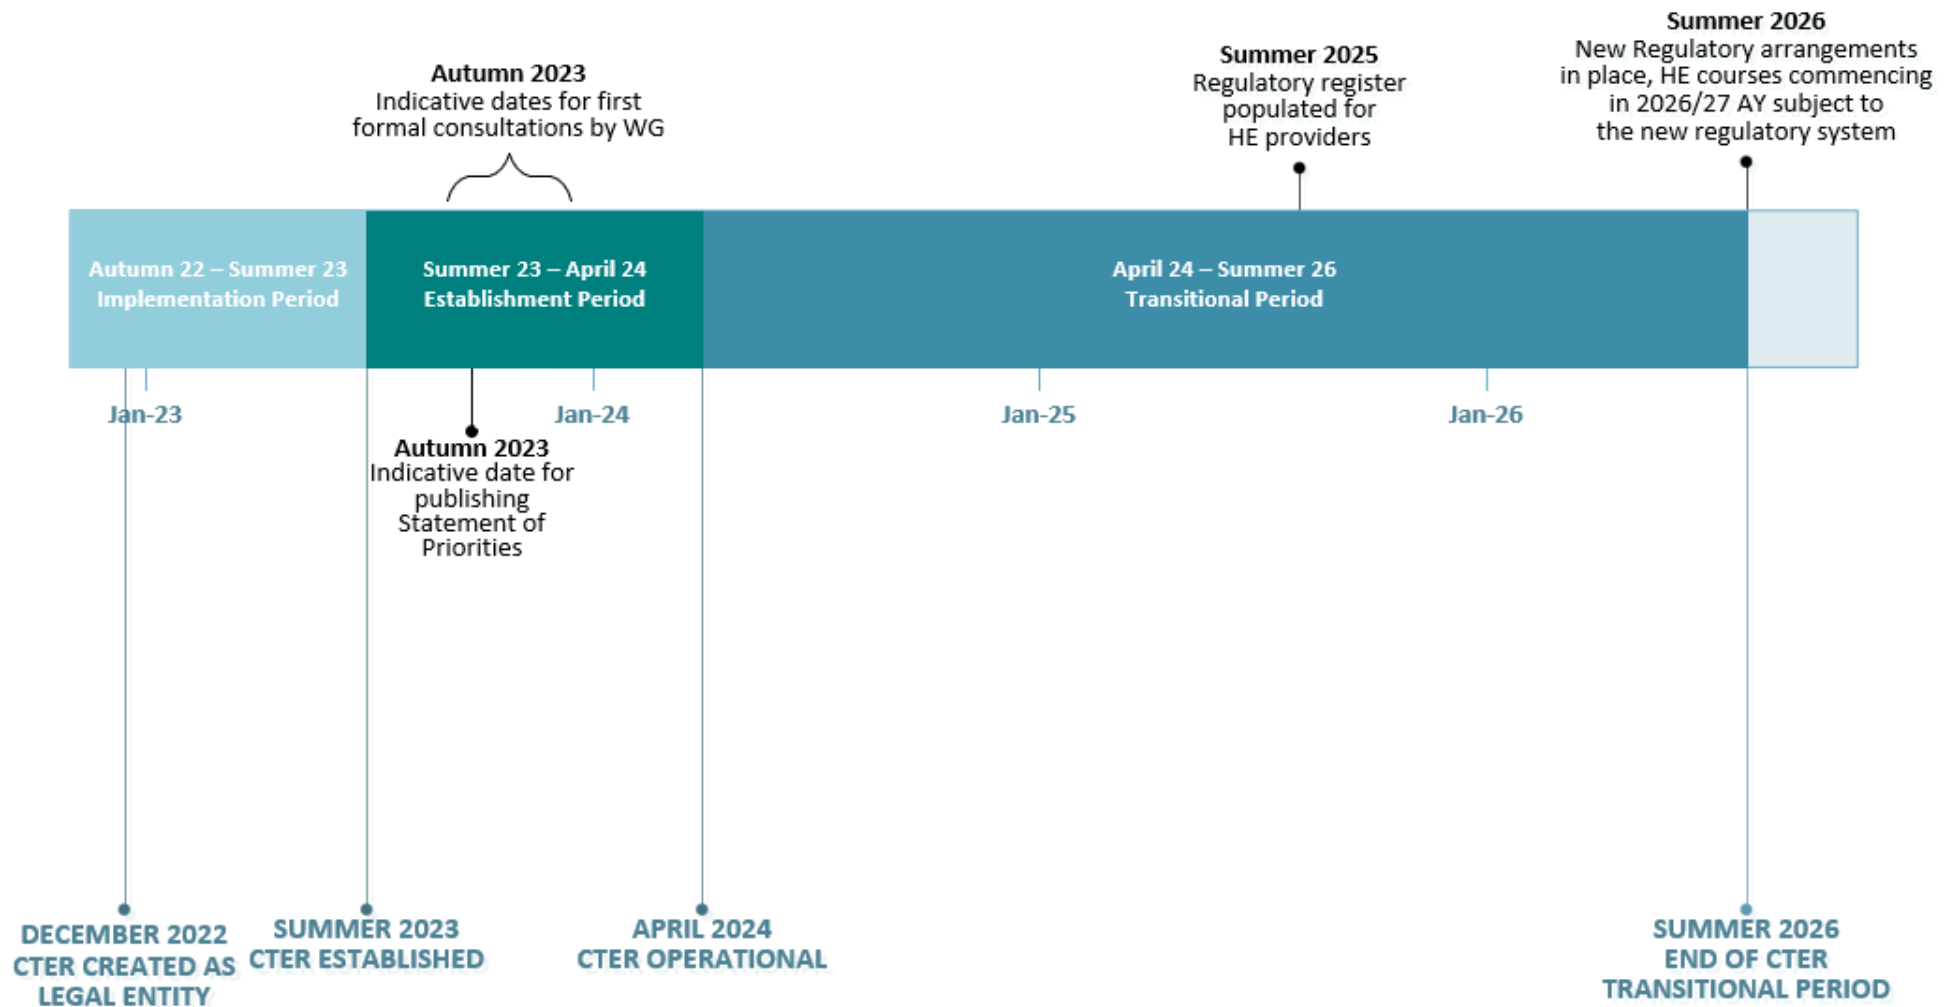 Summer 2026
New Regulatory arrangements
in place, HE courses commencing
in 2026/27 AY subject to
the new regulatory system
Summer 2025
Regulatory register
populated for
HE providers
Autumn 2023
Indicative dates for first
formal consultations by WG
Autumn 22 – Summer 23
Implementation Period
Summer 23 – April 24
Establishment Period
April 24 – Summer 26
Transitional Period
Jan-23
Jan-24
Jan-25
Jan-26
Autumn 2023
Indicative date for
publishing
Statement of
Priorities
DECEMBER 2022
CTER CREATED AS
LEGAL ENTITY
SUMMER 2023
CTER ESTABLISHED
APRIL 2024
CTER OPERATIONAL
SUMMER 2026
END OF CTER
TRANSITIONAL PERIOD